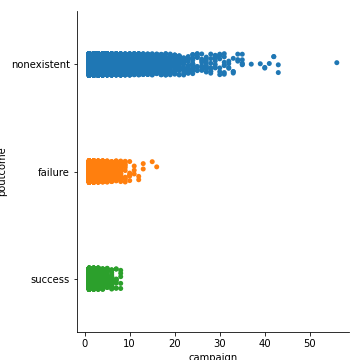 nonexistent
failure
success
poutcome
0 10 20 30 40 50
campaign